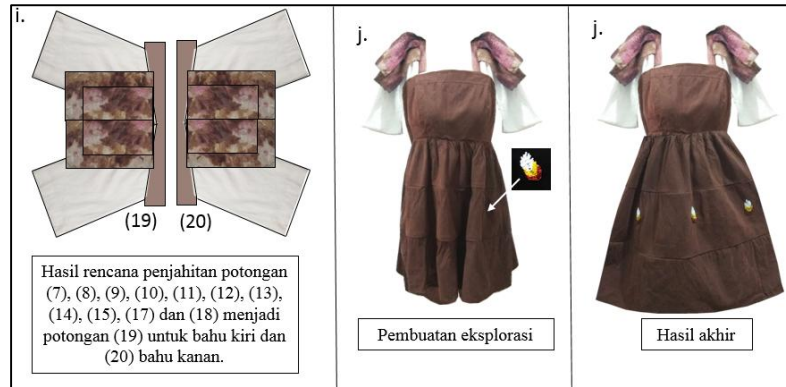 i.
(19)
(20)
Hasil rencana penjahitan potongan
(7), (8), (9), (10), (11), (12), (13),
(14), (15), (17) dan (18) menjadi
potongan (19) untuk bahu kiri dan
(20) bahu kanan.
j.
Pembuatan eksplorasi
j.
Hasil akhir